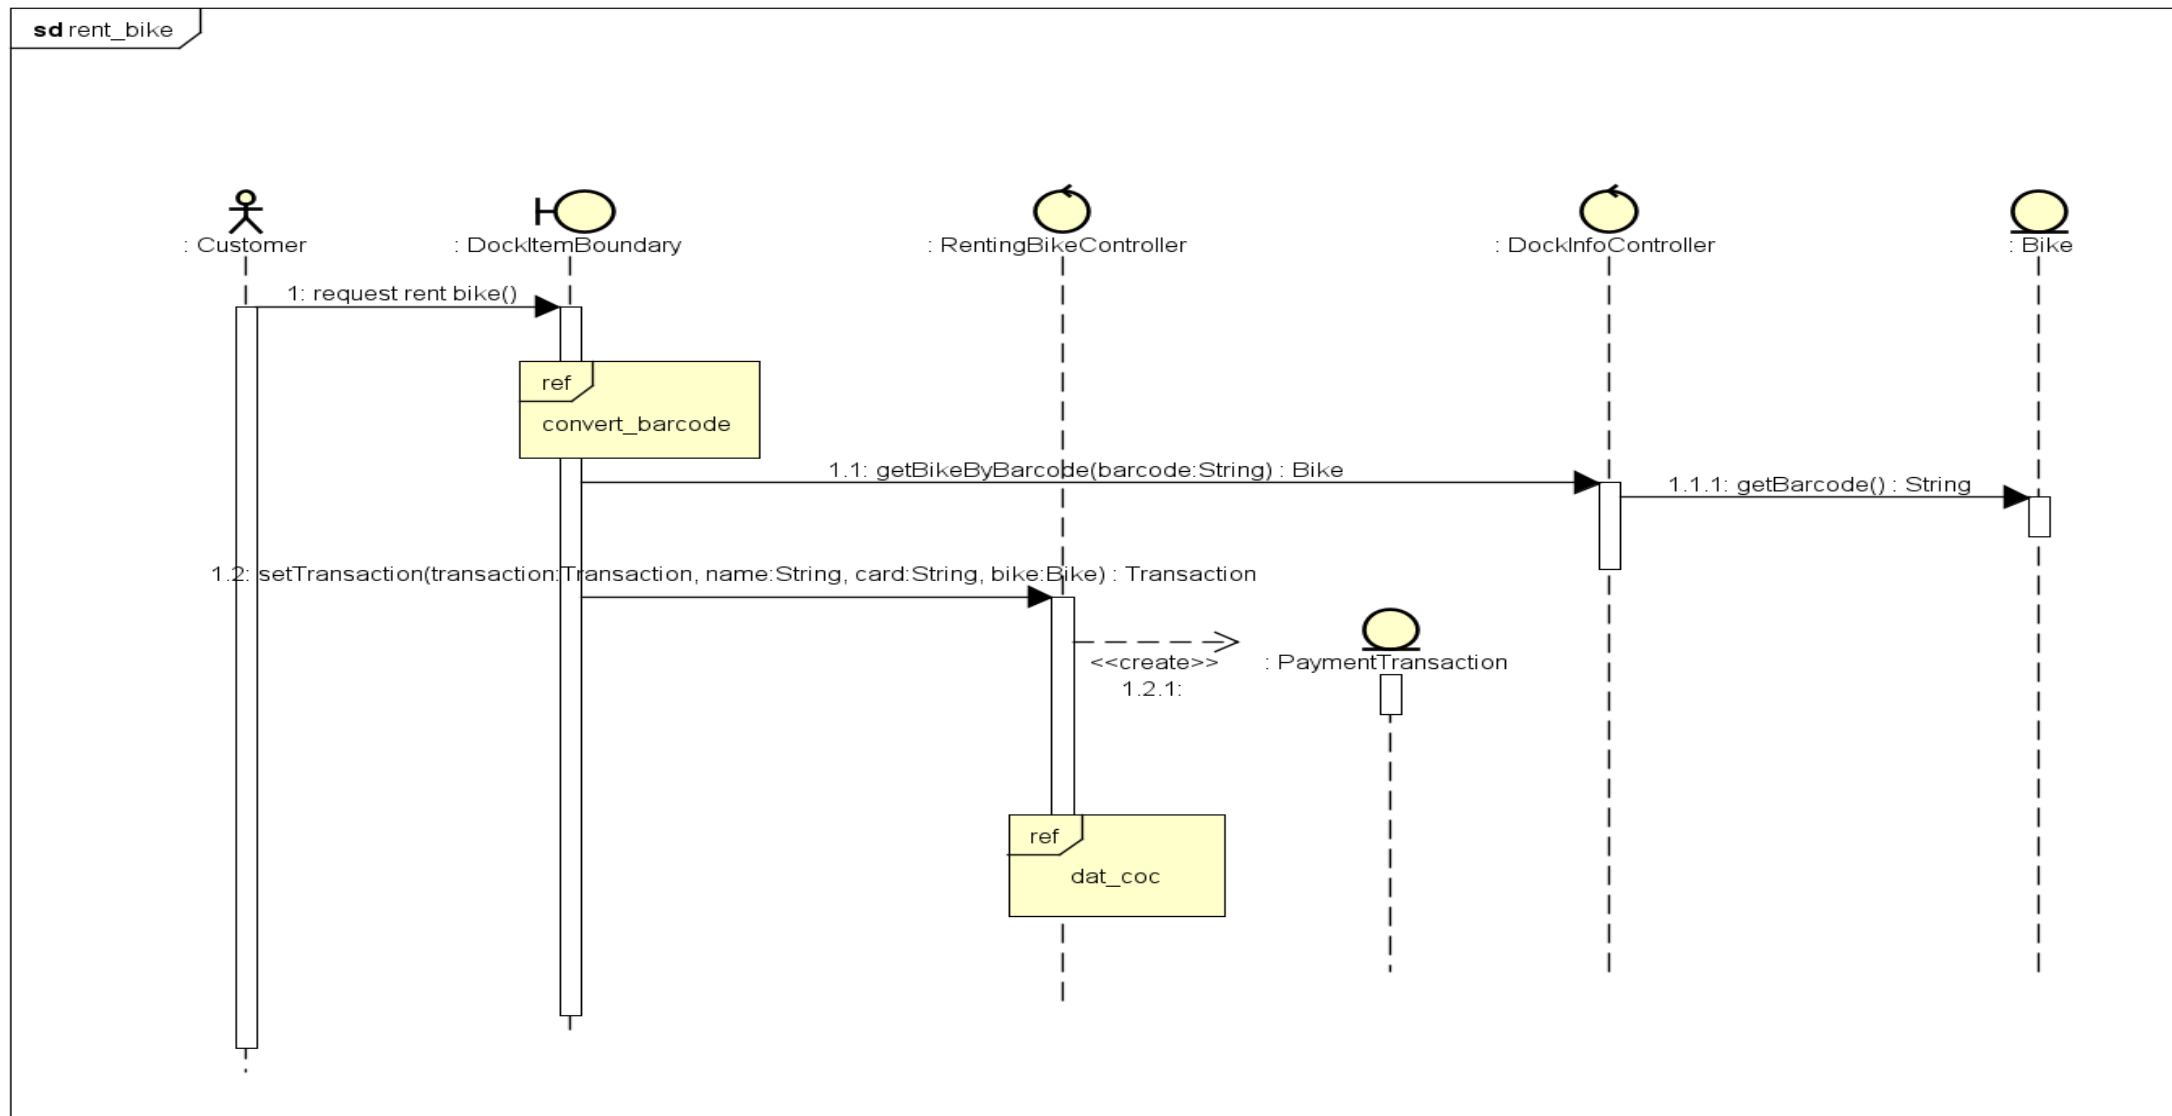 sd rent_bike
: Customer
: DockItemBoundary
: RentingBikeController
: DockInfoController
: Bike
1: request rent bike()
ref
convert_barcode
1.1: getBikeByBarcode(barcode:String) : Bike
1.1.1: getBarcode() : String
1.2: setTransaction(transaction:Transaction, name:String, card:String, bike:Bike) : Transaction
<<create>>
1.2.1:
: PaymentTransaction
ref
dat_coc